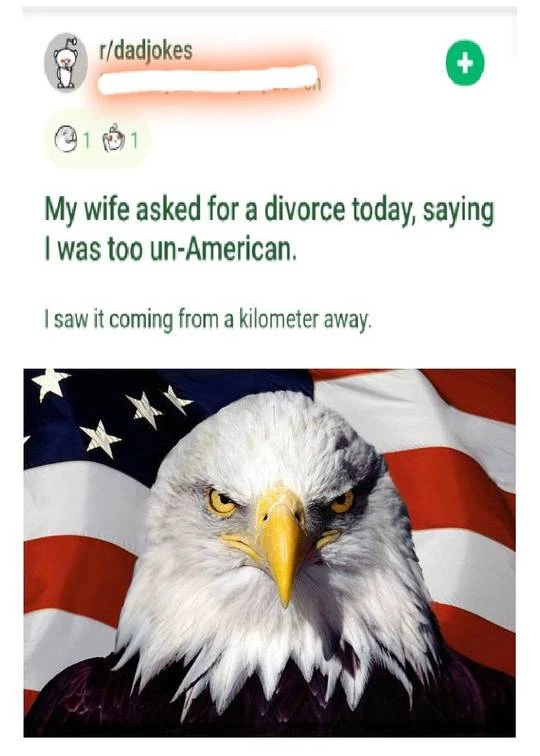 r/dadjokes
1 1
My wife asked for a divorce today, saying
I was too un-American.
I saw it coming from a kilometer away.